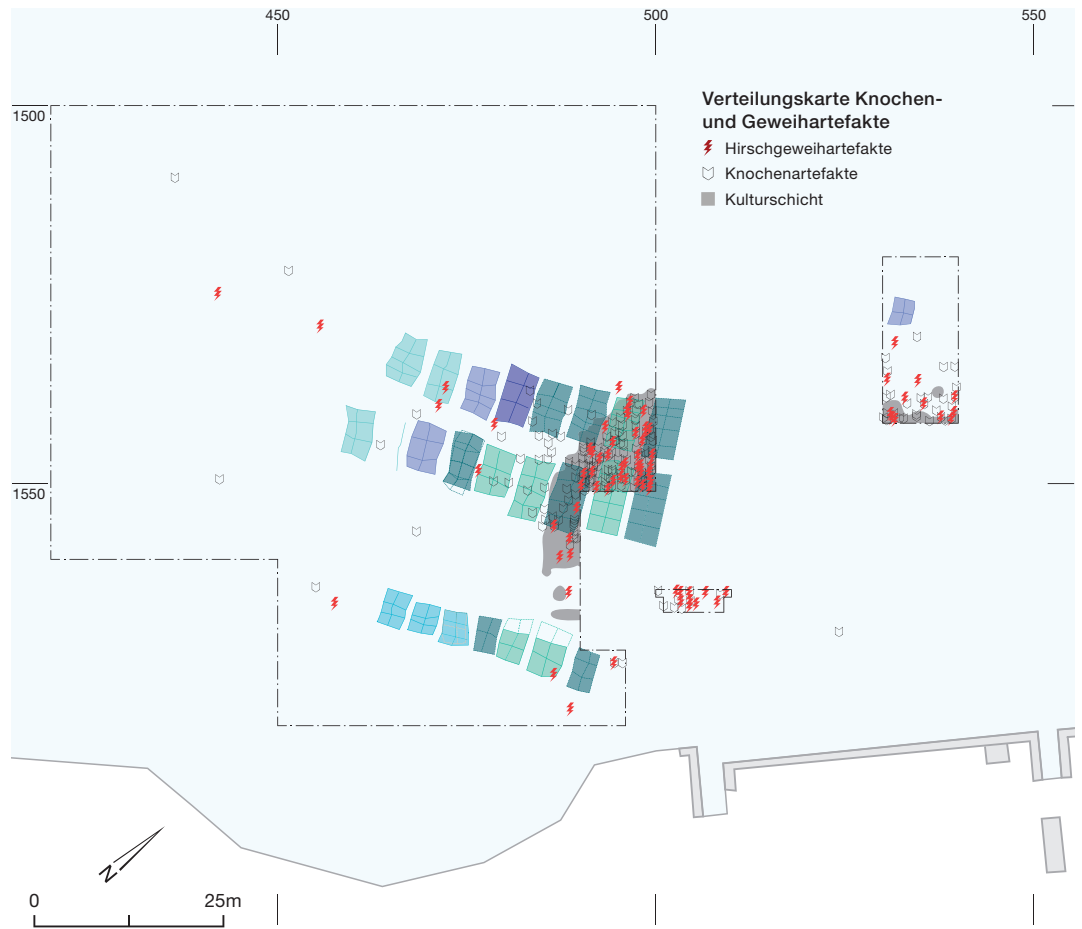 450
500
550
1500
Verteilungskarte Knochen-
und Geweihartefakte
Hirschgeweihartefakte
Knochenartefakte
Kulturschicht
1550
N
0
25m